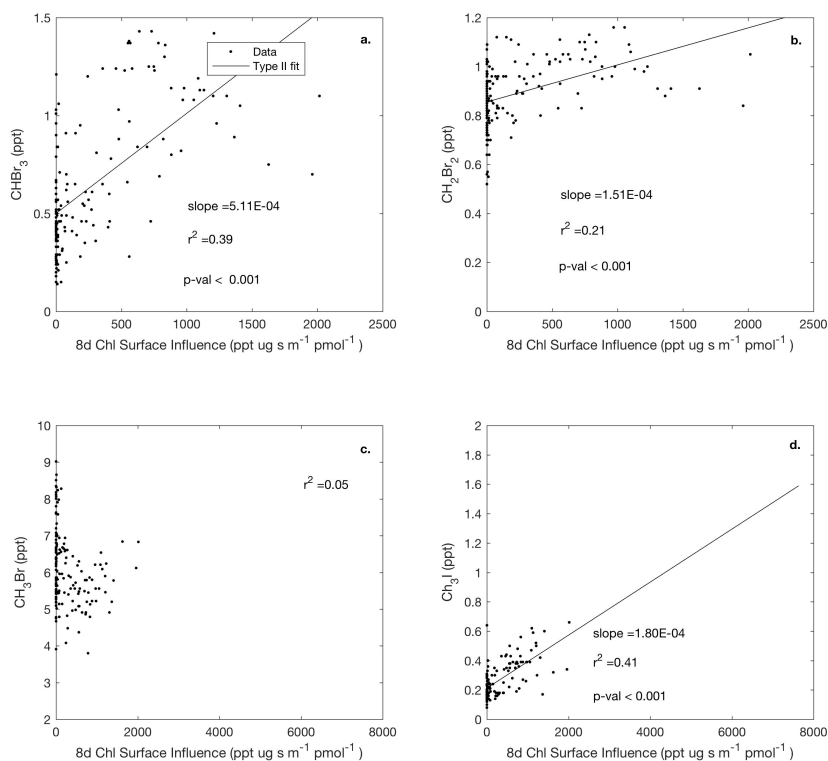 a.
Data
Type II fit
CHBr3 (ppt)
slope =5.11E-04
r2 =0.39
p-val < 0.001
0
0.5
1
1.5
0 500 1000 1500 2000 2500
8d Chl Surface Influence (ppt ug s m-1 pmol-1 )
b.
CH2Br2 (ppt)
slope =1.51E-04
r2 =0.21
p-val < 0.001
0
0.2
0.4
0.6
0.8
1
1.2
0 500 1000 1500 2000 2500
8d Chl Surface Influence (ppt ug s m-1 pmol-1 )
c.
CH3Br (ppt)
r2 =0.05
2
3
4
5
6
7
8
9
10
0 2000 4000 6000 8000
8d Chl Surface Influence (ppt ug s m-1 pmol-1 )
d.
Ch3I (ppt)
slope =1.80E-04
r2 =0.41
p-val < 0.001
0
0.2
0.4
0.6
0.8
1
1.2
1.4
1.6
1.8
2
0 2000 4000 6000 8000
8d Chl Surface Influence (ppt ug s m-1 pmol-1 )